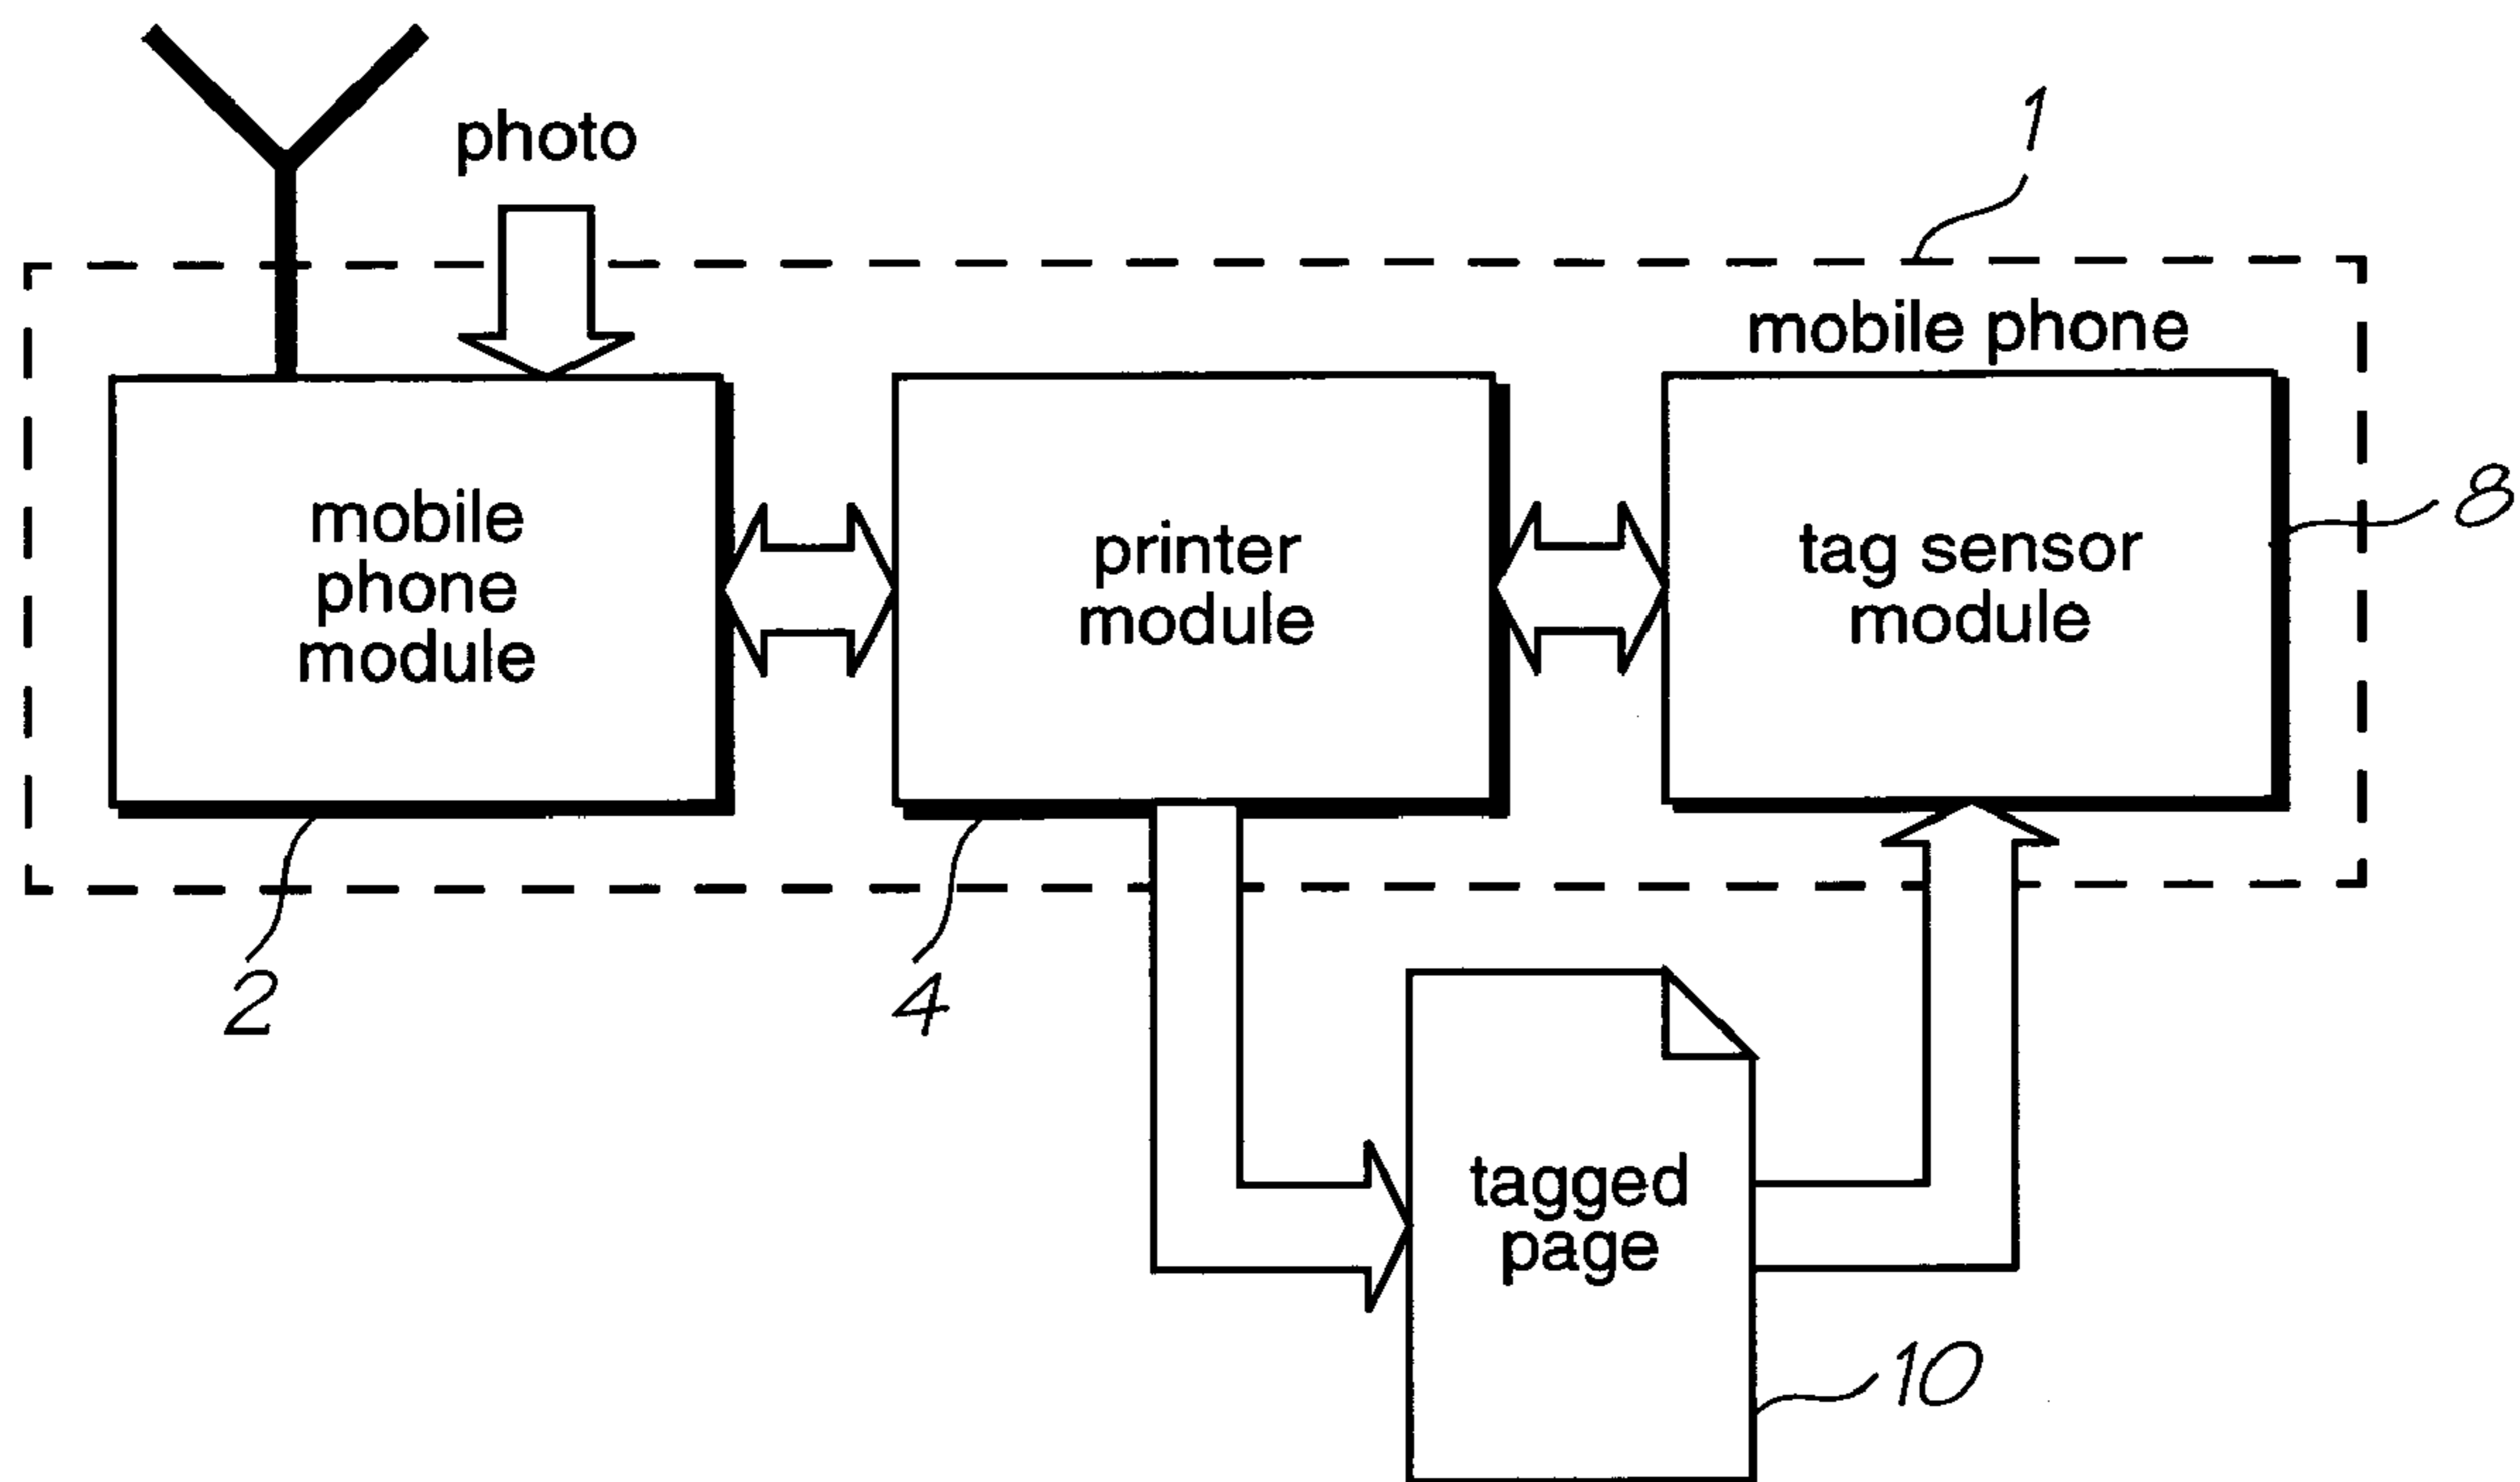 photo
1
mobile phone
mobile
phone
module
printer
module
tag sensor
module
8
2
4
tagged
page
10